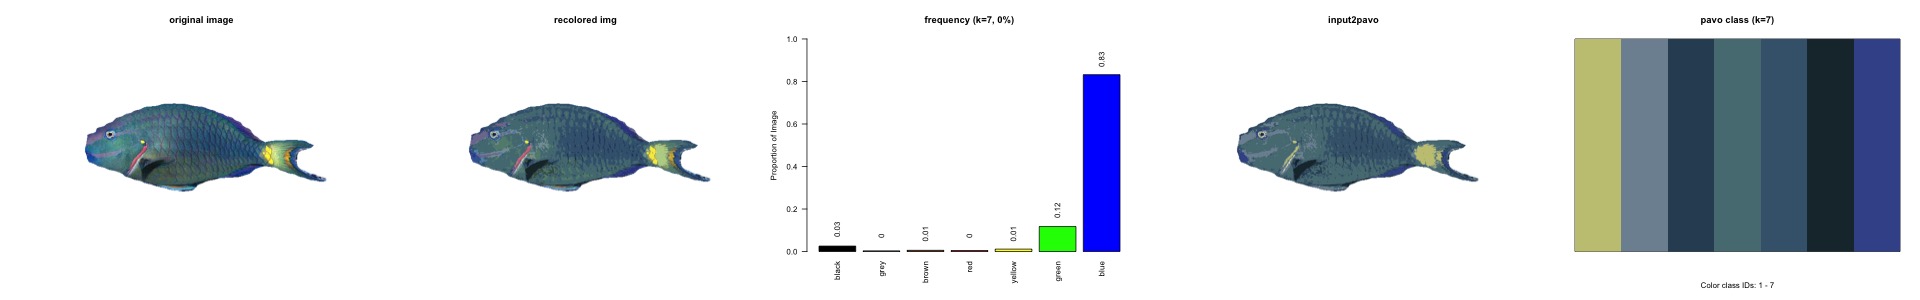 original image
recolored img
frequency (k=7, 0%)
input2pavo
pavo class (k=7)
Proportion of Image
1.0
0.8
0.6
0.4
0.2
0.0
0.03
0
0.01
0
0.01
0.12
0.83
black
grey
brown
red
yellow
green
blue
Color class IDs: 1 - 7